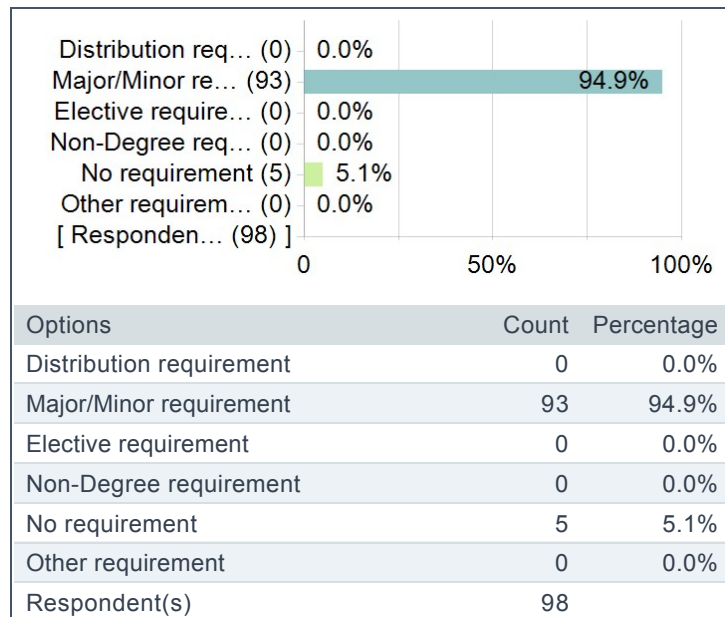 Distribution req... (0) 0.0%
Major/Minor re... (93) 94.9%
Elective require... (0) 0.0%
Non-Degree req... (0) 0.0%
No requirement (5) 5.1%
Other requirem... (0) 0.0%
[ Responden... (98) ]
0 50% 100%
Options Count Percentage
Distribution requirement 0 0.0%
Major/Minor requirement 93 94.9%
Elective requirement 0 0.0%
Non-Degree requirement 0 0.0%
No requirement 5 5.1%
Other requirement 0 0.0%
Respondent(s) 98